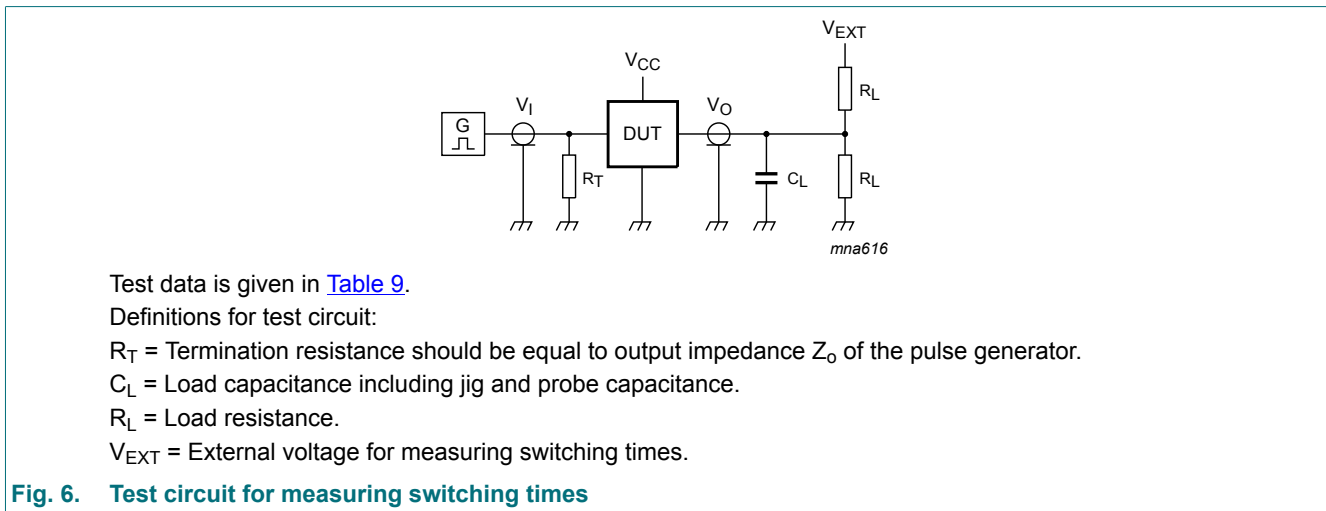 VEXT
VCC
RL
VI
VO
G
DUT
RT
CL
RL
mna616
Test data is given in Table 9.
Definitions for test circuit:
RT = Termination resistance should be equal to output impedance Zo of the pulse generator.
CL = Load capacitance including jig and probe capacitance.
RL = Load resistance.
VEXT = External voltage for measuring switching times.
Fig. 6. Test circuit for measuring switching times